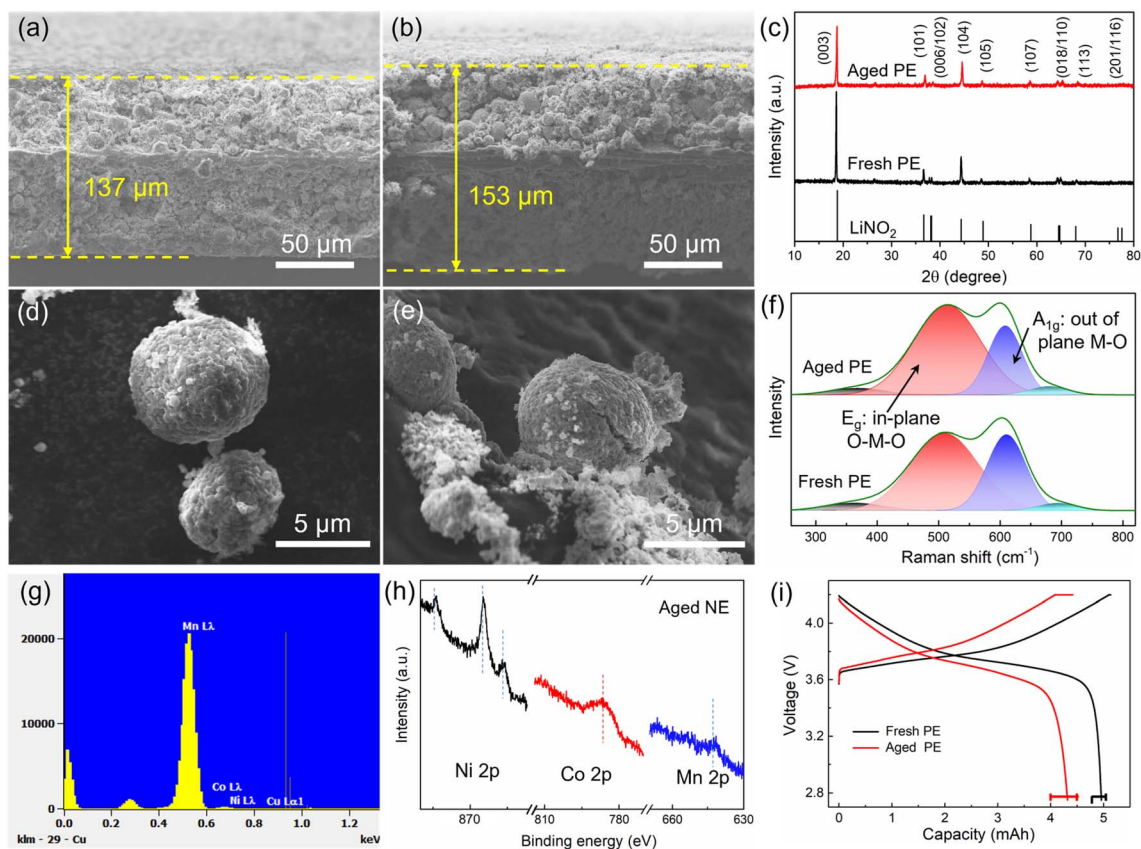 (a)
137 μm
50 μm
(b)
153 μm
50 μm
(c)
Intensity (a.u.)
(003)
(101)
(006/102)
(104)
(105)
(107)
(018/110)
(113)
(201/116)
Aged PE
Fresh PE
LiNO₂
10 20 30 40 50 60 70 80
2θ (degree)
(d)
5 μm
(e)
5 μm
(f)
Intensity
A₁g: out of
plane M-O
Aged PE
Eg: in-plane
O-M-O
Fresh PE
300 400 500 600 700 800
Raman shift (cm⁻¹)
(g)
20000
10000
0
Mn Lλ
Co Lλ
Ni Lλ
Cu Lα1
0.0 0.2 0.4 0.6 0.8 1.0 1.2
klm - 29 - Cu
keV
(h)
Aged NE
Intensity (a.u.)
Ni 2p
Co 2p
Mn 2p
870 810 780 660 630
Binding energy (eV)
(i)
Voltage (V)
4.2
3.6
3.2
2.8
Fresh PE
Aged PE
0 1 2 3 4 5
Capacity (mAh)